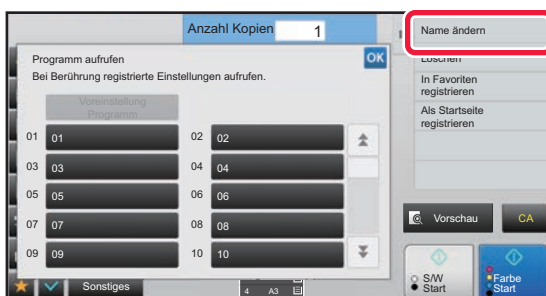 Anzahl Kopien 1
Programm aufrufen
OK
Bei Berührung registrierte Einstellungen aufrufen.
Voreinstellung
Programm
01 01
02 02
03 03
04 04
05 05
06 06
07 07
08 08
09 09
10 10
Sonstiges
4 A3
Name ändern
Löschen
In Favoriten
registrieren
Als Startseite
registrieren
Vorschau
CA
S/W
Start
Farbe
Start